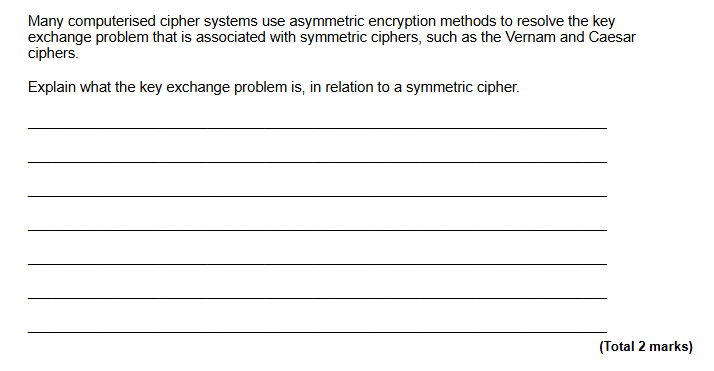 Many computerised cipher systems use asymmetric encryption methods to resolve the key
exchange problem that is associated with symmetric ciphers, such as the Vernam and Caesar
ciphers.
Explain what the key exchange problem is, in relation to a symmetric cipher.
(Total 2 marks)